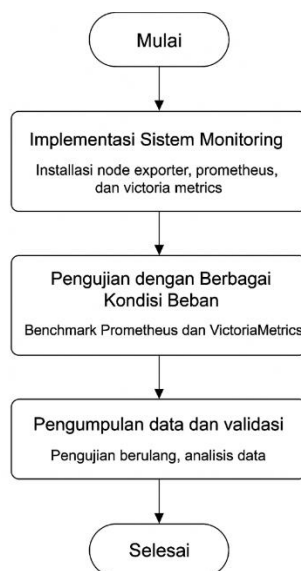 Mulai
Implementasi Sistem Monitoring
Installasi node exporter, prometheus,
dan victoria metrics
Pengujian dengan Berbagai
Kondisi Beban
Benchmark Prometheus dan VictoriaMetrics
Pengumpulan data dan validasi
Pengujian berulang, analisis data
Selesai